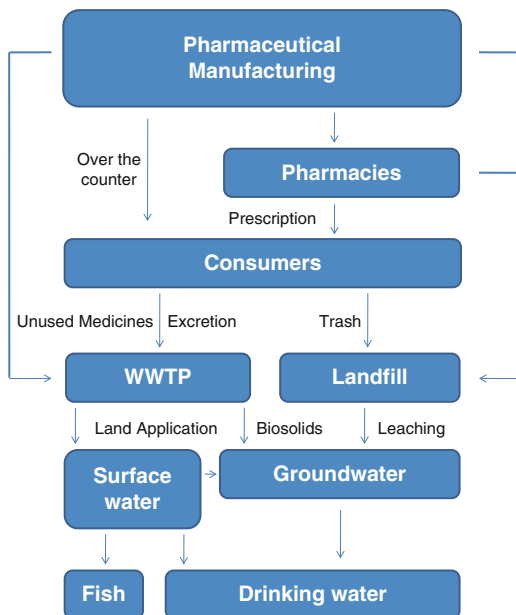 Pharmaceutical
Manufacturing
Over the
counter
Pharmacies
Prescription
Consumers
Unused Medicines
Excretion
Trash
WWTP
Landfill
Land Application
Biosolids
Leaching
Surface
water
Groundwater
Fish
Drinking water